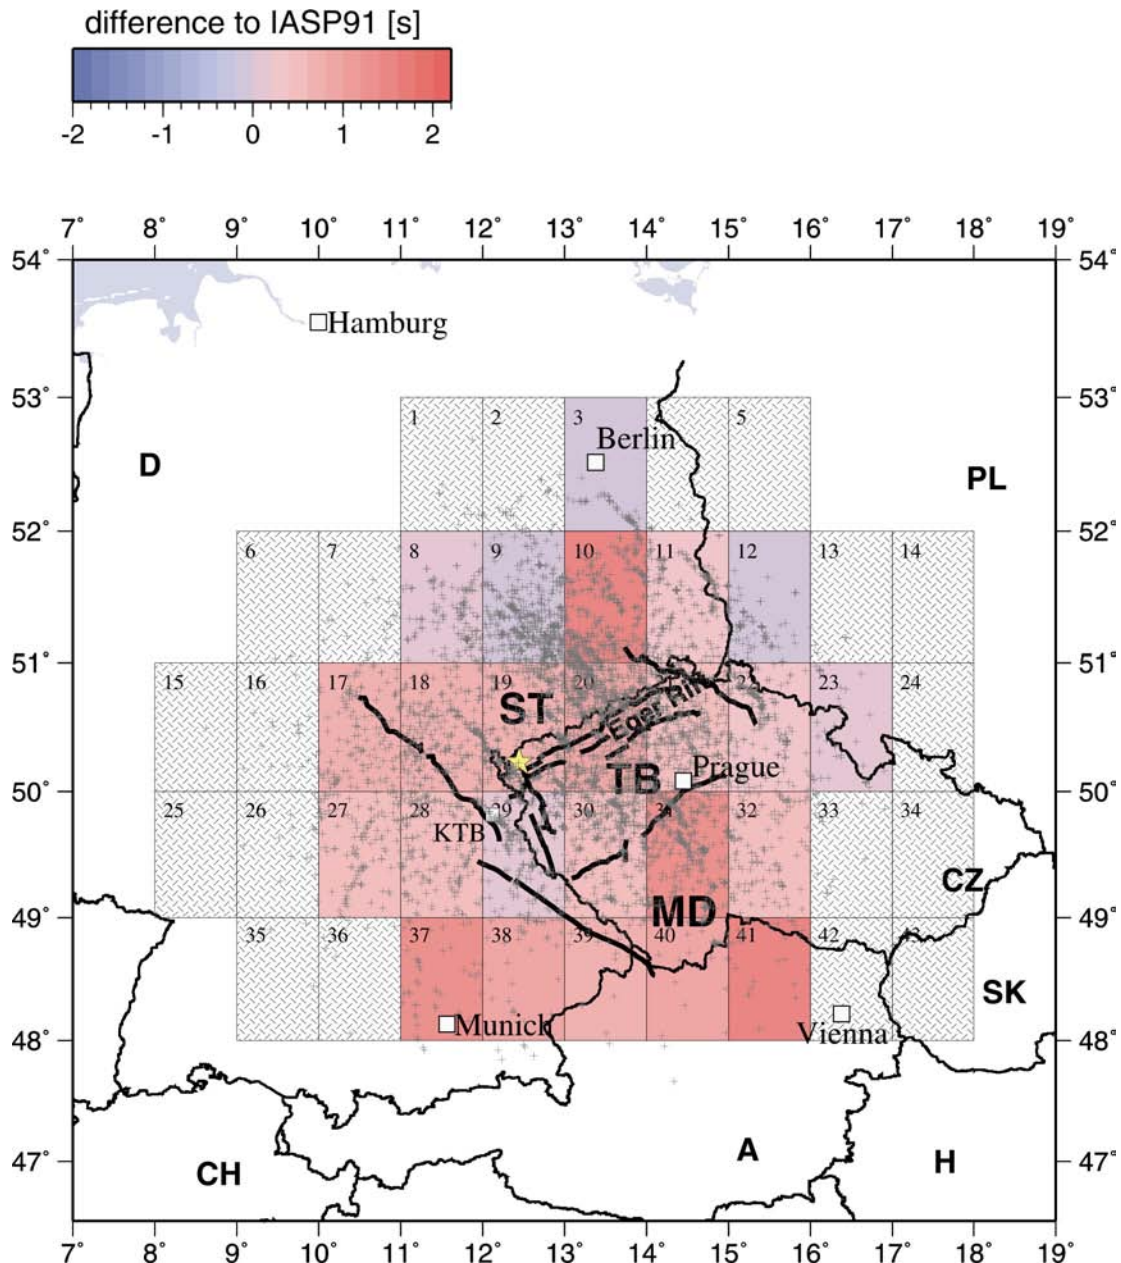 difference to IASP91 [s]
-2 -1 0 1 2
7° 8° 9° 10° 11° 12° 13° 14° 15° 16° 17° 18° 19°
54° 54°
Hamburg
53° 53°
1 2 3 5
Berlin
D PL
52° 52°
6 7 8 9 10 11 12 13 14
51° 51°
15 16 17 18 19 20 23 24
ST Eger Rift
TB Prague
50° 50°
25 26 27 28 29 30 31 32 33 34
KTB
CZ
MD
49° 49°
35 36 37 38 39 40 41 42
SK
Munich Vienna
48° 48°
A
CH H
47° 47°
7° 8° 9° 10° 11° 12° 13° 14° 15° 16° 17° 18° 19°